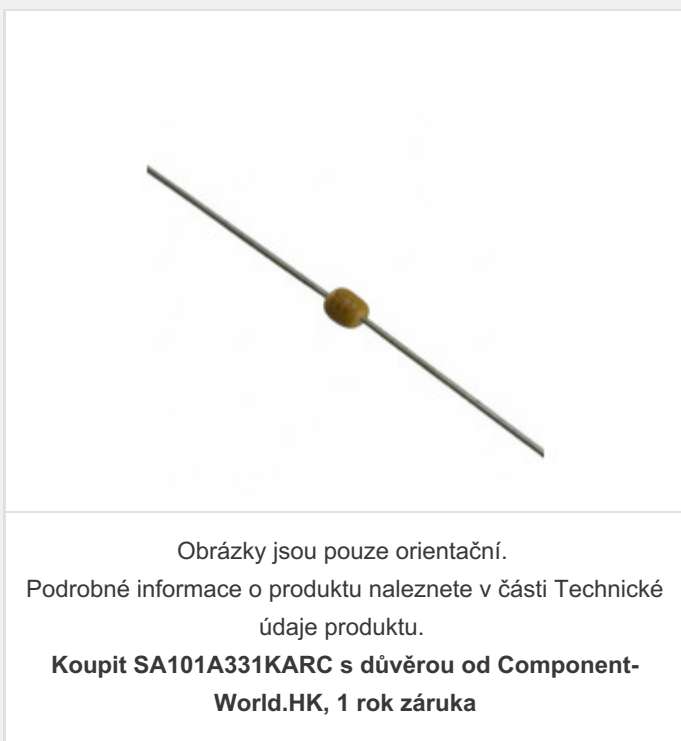 Obrázky jsou pouze orientační.
Podrobné informace o produktu naleznete v části Technické
údaje produktu.
Koupit SA101A331KARC s důvěrou od Component-
World.HK, 1 rok záruka